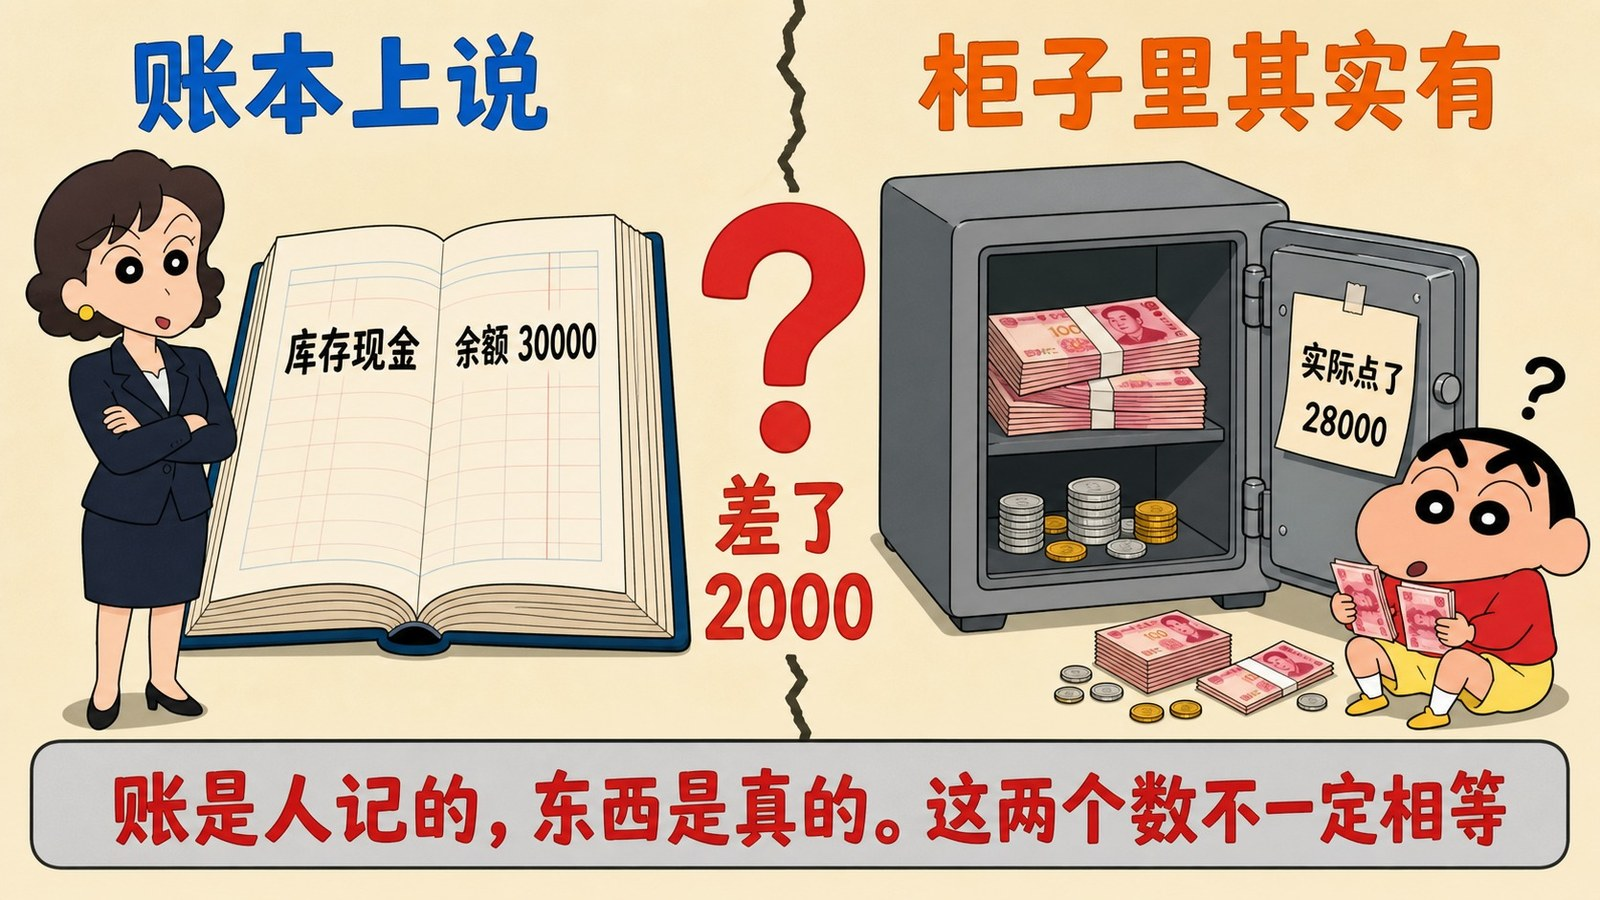 账本上说
柜子里其实有
库存现金 余额 30000
?
差了
2000
100
实际点了
28000
?
100
账是人记的，东西是真的。这两个数不一定相等